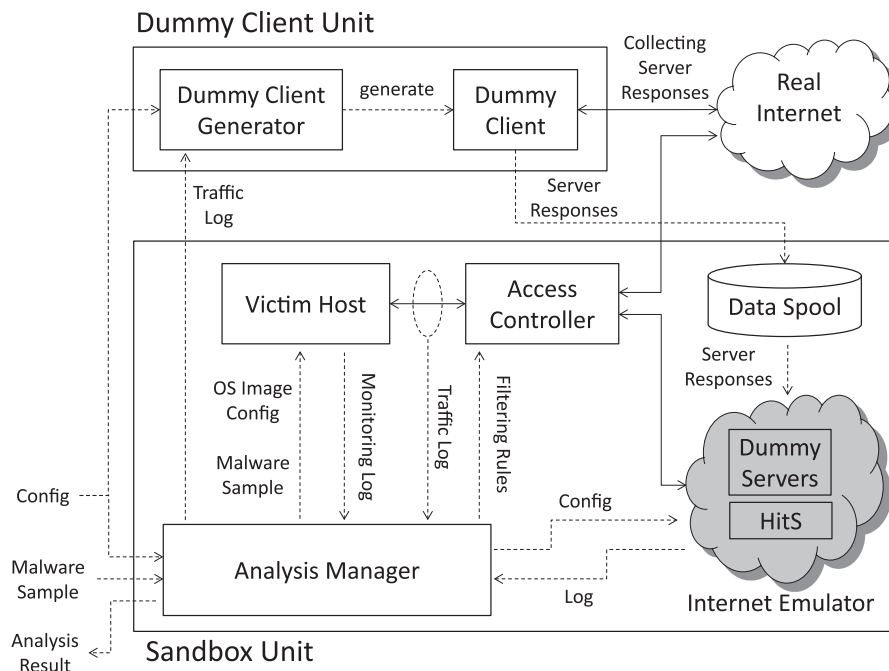 Dummy Client Unit
Collecting
Server
Responses
Real
Internet
Dummy Client
Generator
generate
Dummy
Client
Traffic
Log
Server
Responses
Victim Host
Access
Controller
Data Spool
OS Image
Config
Malware
Sample
Monitoring Log
Traffic Log
Filtering Rules
Server
Responses
Dummy
Servers
HitS
Internet Emulator
Config
Log
Config
Malware
Sample
Analysis
Result
Analysis Manager
Sandbox Unit